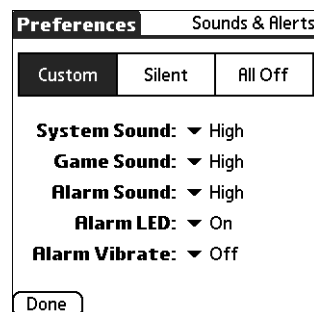 Preferences Sounds & Alerts
Custom Silent All Off
System Sound: High
Game Sound: High
Alarm Sound: High
Alarm LED: On
Alarm Vibrate: Off
Done